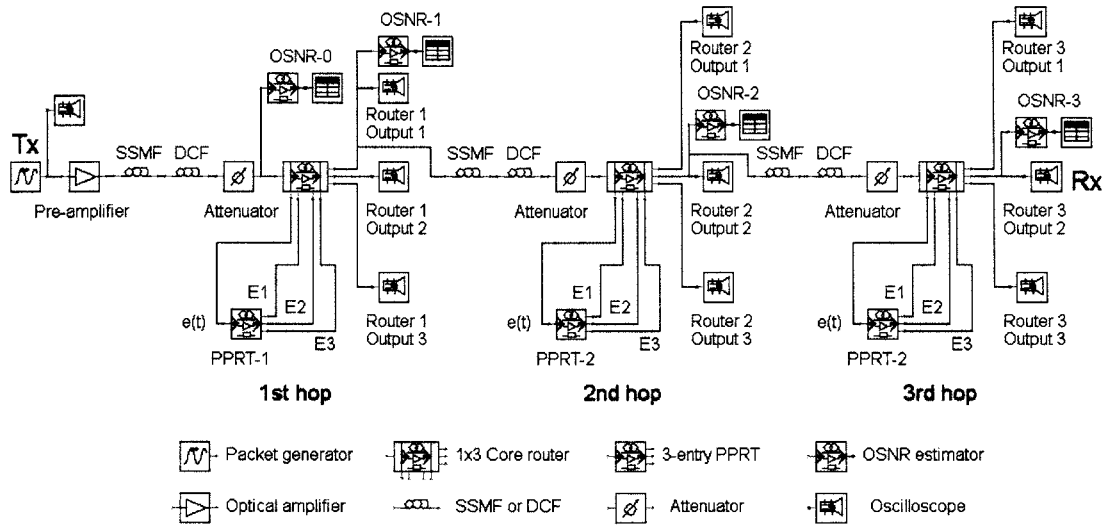 OSNR-1
OSNR-0
Router 1
Output 1
Router 2
Output 1
OSNR-2
Router 3
Output 1
OSNR-3
Tx
SSMF DCF
Pre-amplifier
Attenuator
Router 1
Output 2
SSMF DCF
Attenuator
Router 2
Output 2
SSMF DCF
Attenuator
Router 3
Output 2
Rx
E1
E2
e(t)
E3
PPRT-1
Router 1
Output 3
E1
E2
e(t)
E3
PPRT-2
Router 2
Output 3
E1
E2
e(t)
E3
PPRT-2
Router 3
Output 3
1st hop
2nd hop
3rd hop
Packet generator
1x3 Core router
3-entry PPRT
OSNR estimator
Optical amplifier
SSMF or DCF
Attenuator
Oscilloscope